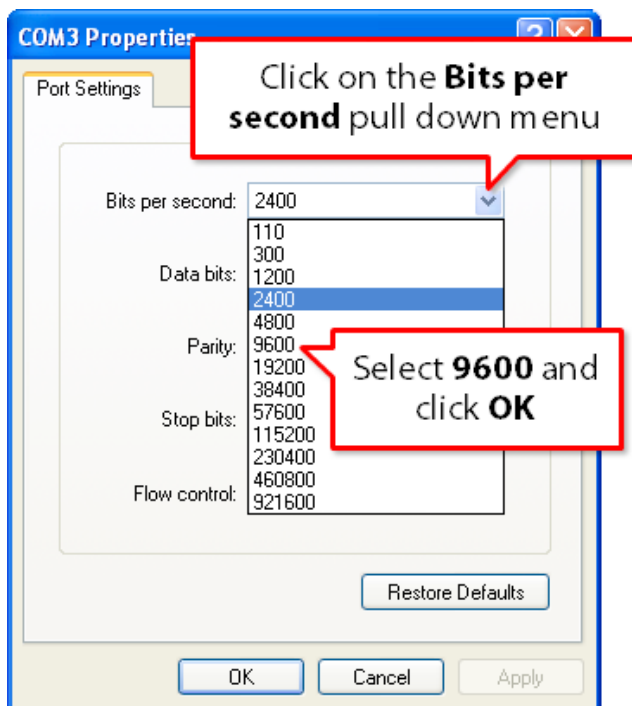 COM3 Properties
Click on the Bits per
second pull down menu
Port Settings
Bits per second: 2400
110
300
Data bits: 1200
2400
4800
Parity: 9600
19200
Select 9600 and
click OK
38400
Stop bits: 57600
115200
230400
460800
Flow control: 921600
Restore Defaults
OK Cancel Apply